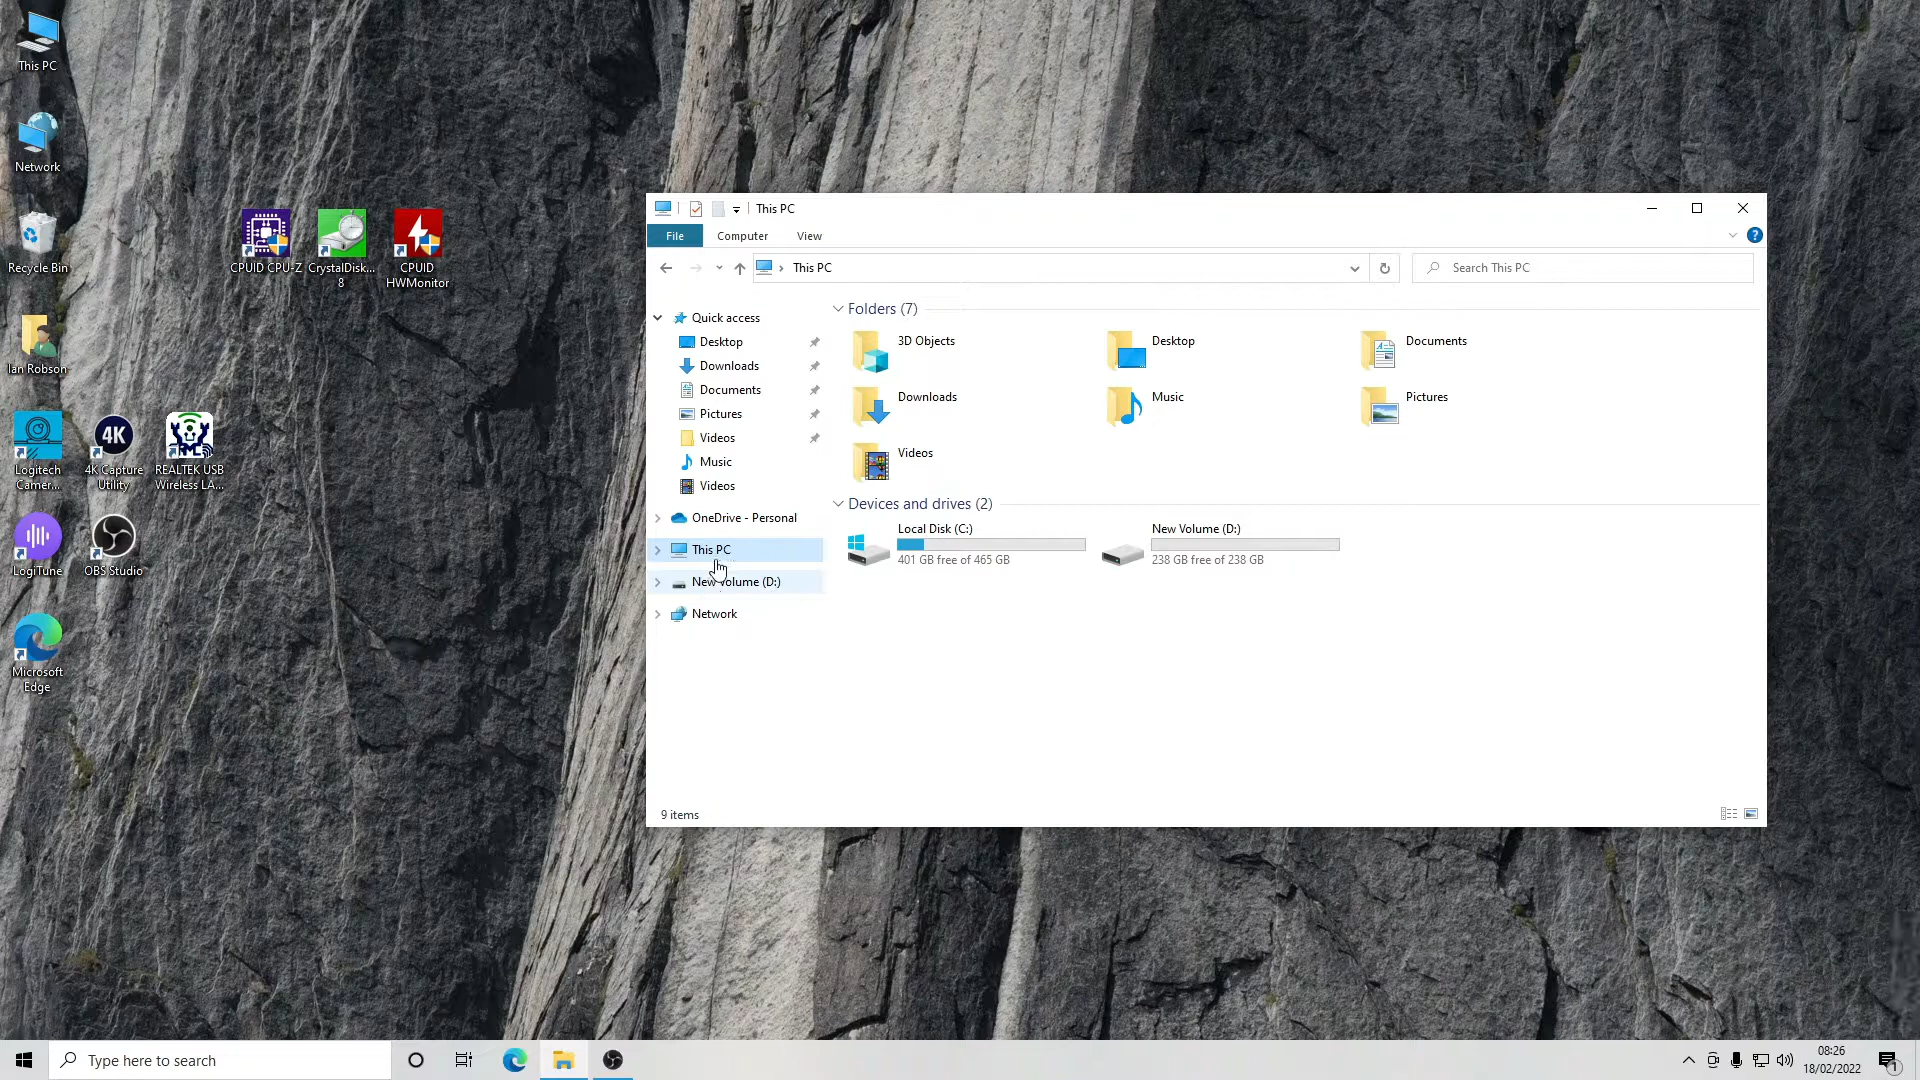 This PC
Network
Recycle Bin
Ian Robson
Logitech
Camer...
4K Capture
Utility
REALTEK USB
Wireless LA...
LogiTune
OBS Studio
Microsoft
Edge
CPUID CPU-Z
CrystalDisk...
8
CPUID
HWMonitor
4K
This PC
File
Computer
View
This PC
Search This PC
Quick access
Desktop
Downloads
Documents
Pictures
Videos
Music
Videos
OneDrive - Personal
This PC
New Volume (D:)
Network
Folders (7)
3D Objects
Desktop
Documents
Downloads
Music
Pictures
Videos
Devices and drives (2)
Local Disk (C:)
401 GB free of 465 GB
New Volume (D:)
238 GB free of 238 GB
9 items
Type here to search
08:26
18/02/2022
1